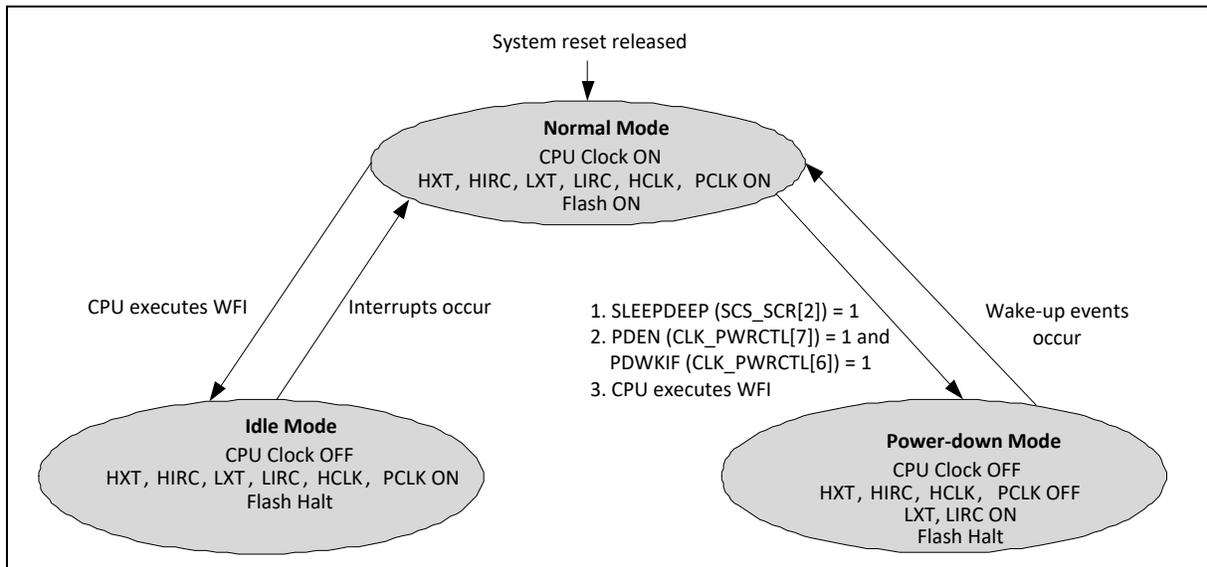 System reset released
Normal Mode
CPU Clock ON
HXT, HIRC, LXT, LIRC, HCLK, PCLK ON
Flash ON
CPU executes WFI
Interrupts occur
1. SLEEPDEEP (SCS_SCR[2]) = 1
2. PDEN (CLK_PWRCTL[7]) = 1 and
PDWKIF (CLK_PWRCTL[6]) = 1
3. CPU executes WFI
Wake-up events
occur
Idle Mode
CPU Clock OFF
HXT, HIRC, LXT, LIRC, HCLK, PCLK ON
Flash Halt
Power-down Mode
CPU Clock OFF
HXT, HIRC, HCLK, PCLK OFF
LXT, LIRC ON
Flash Halt